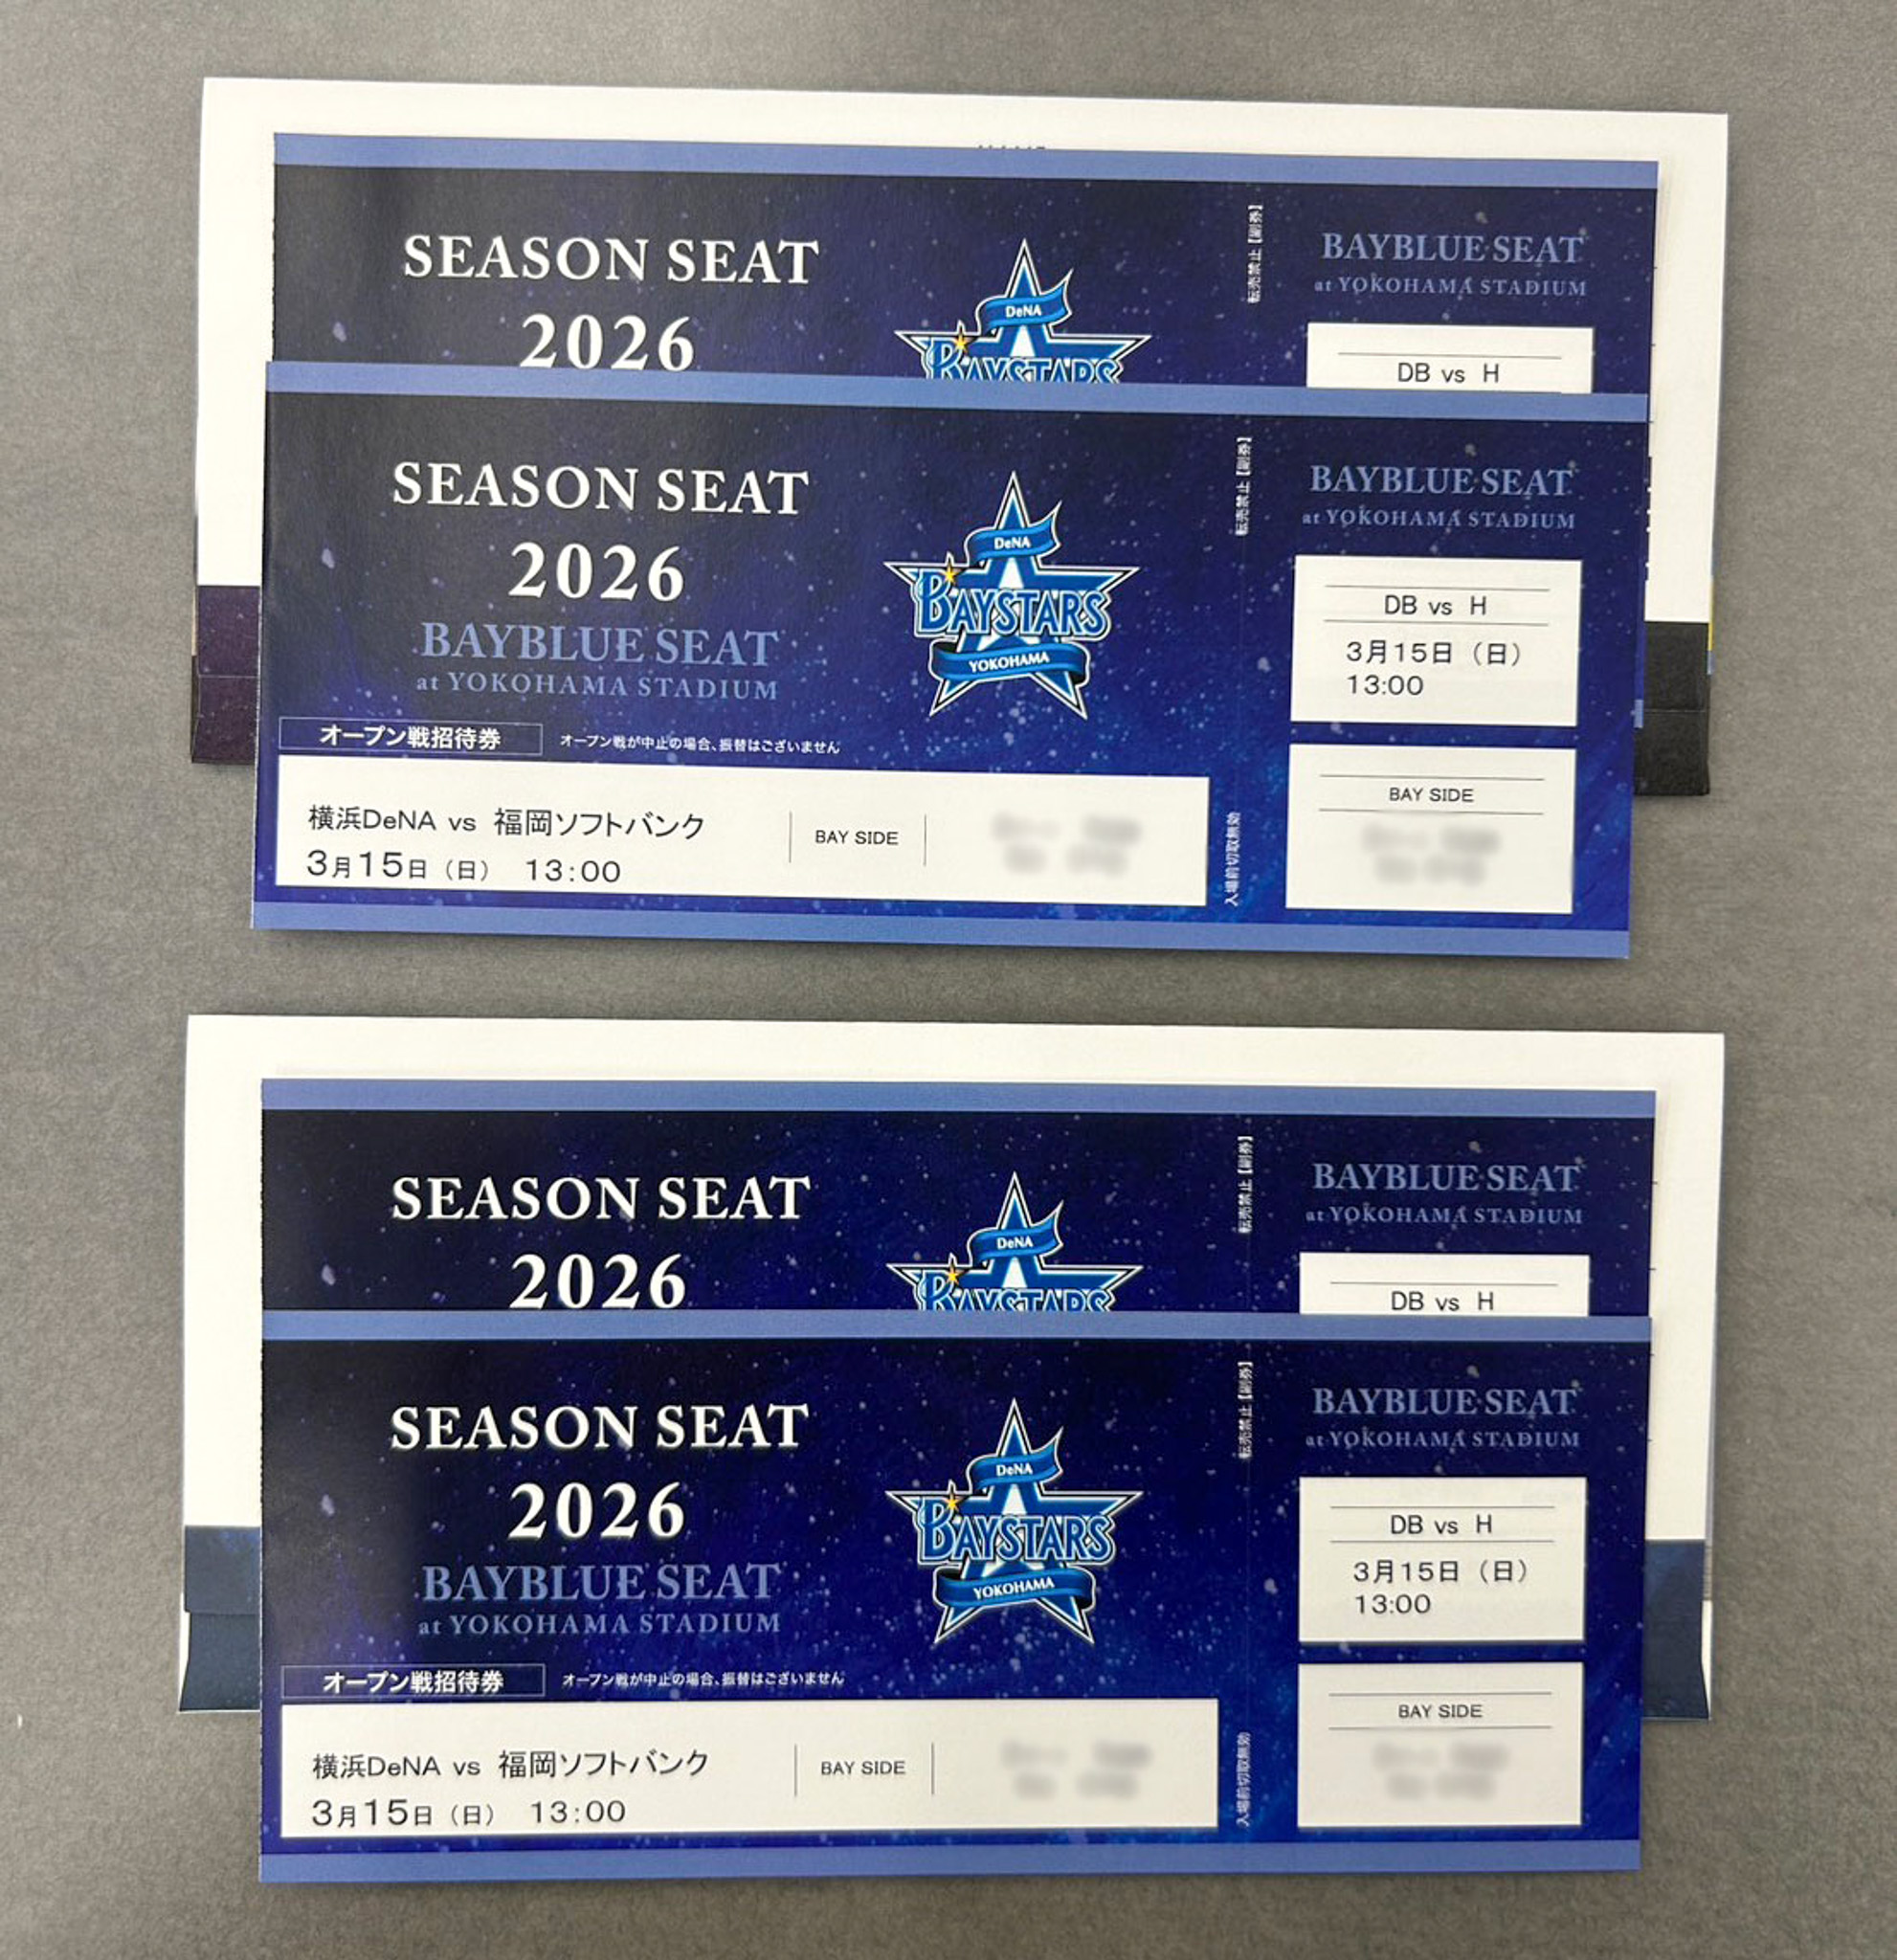 SEASON SEAT
2026
DeNA
BAYSTARS
転売禁止【副券】
BAYBLUE SEAT
at YOKOHAMA STADIUM
DB vs H
SEASON SEAT
2026
BAYBLUE SEAT
at YOKOHAMA STADIUM
DeNA
BAYSTARS
YOKOHAMA
オープン戦招待券
オープン戦が中止の場合、振替はございません
横浜DeNA vs 福岡ソフトバンク
3月15日（日） 13:00
BAY SIDE
転売禁止【副券】
入場前切取無効
BAYBLUE SEAT
at YOKOHAMA STADIUM
DB vs H
3月15日（日）
13:00
BAY SIDE
SEASON SEAT
2026
DeNA
BAYSTARS
転売禁止【副券】
BAYBLUE SEAT
at YOKOHAMA STADIUM
DB vs H
SEASON SEAT
2026
BAYBLUE SEAT
at YOKOHAMA STADIUM
DeNA
BAYSTARS
YOKOHAMA
オープン戦招待券
オープン戦が中止の場合、振替はございません
横浜DeNA vs 福岡ソフトバンク
3月15日（日） 13:00
BAY SIDE
転売禁止【副券】
入場前切取無効
BAYBLUE SEAT
at YOKOHAMA STADIUM
DB vs H
3月15日（日）
13:00
BAY SIDE